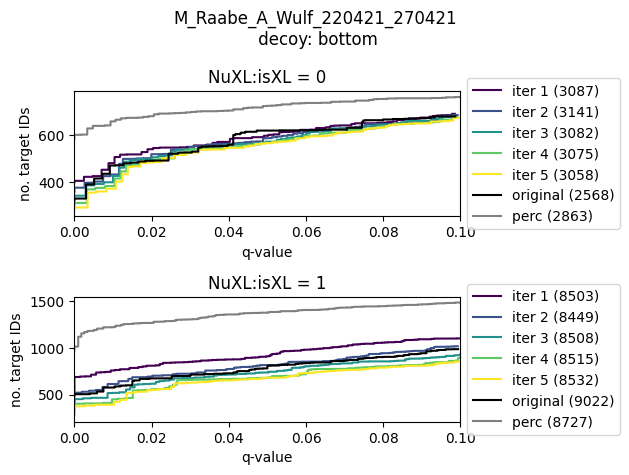 M_Raabe_A_Wulf_220421_270421
decoy: bottom
NuXL:isXL = 0
no. target IDs
600
400
0.00 0.02 0.04 0.06 0.08 0.10
q-value
iter 1 (3087)
iter 2 (3141)
iter 3 (3082)
iter 4 (3075)
iter 5 (3058)
original (2568)
perc (2863)
NuXL:isXL = 1
no. target IDs
1500
1000
500
0.00 0.02 0.04 0.06 0.08 0.10
q-value
iter 1 (8503)
iter 2 (8449)
iter 3 (8508)
iter 4 (8515)
iter 5 (8532)
original (9022)
perc (8727)